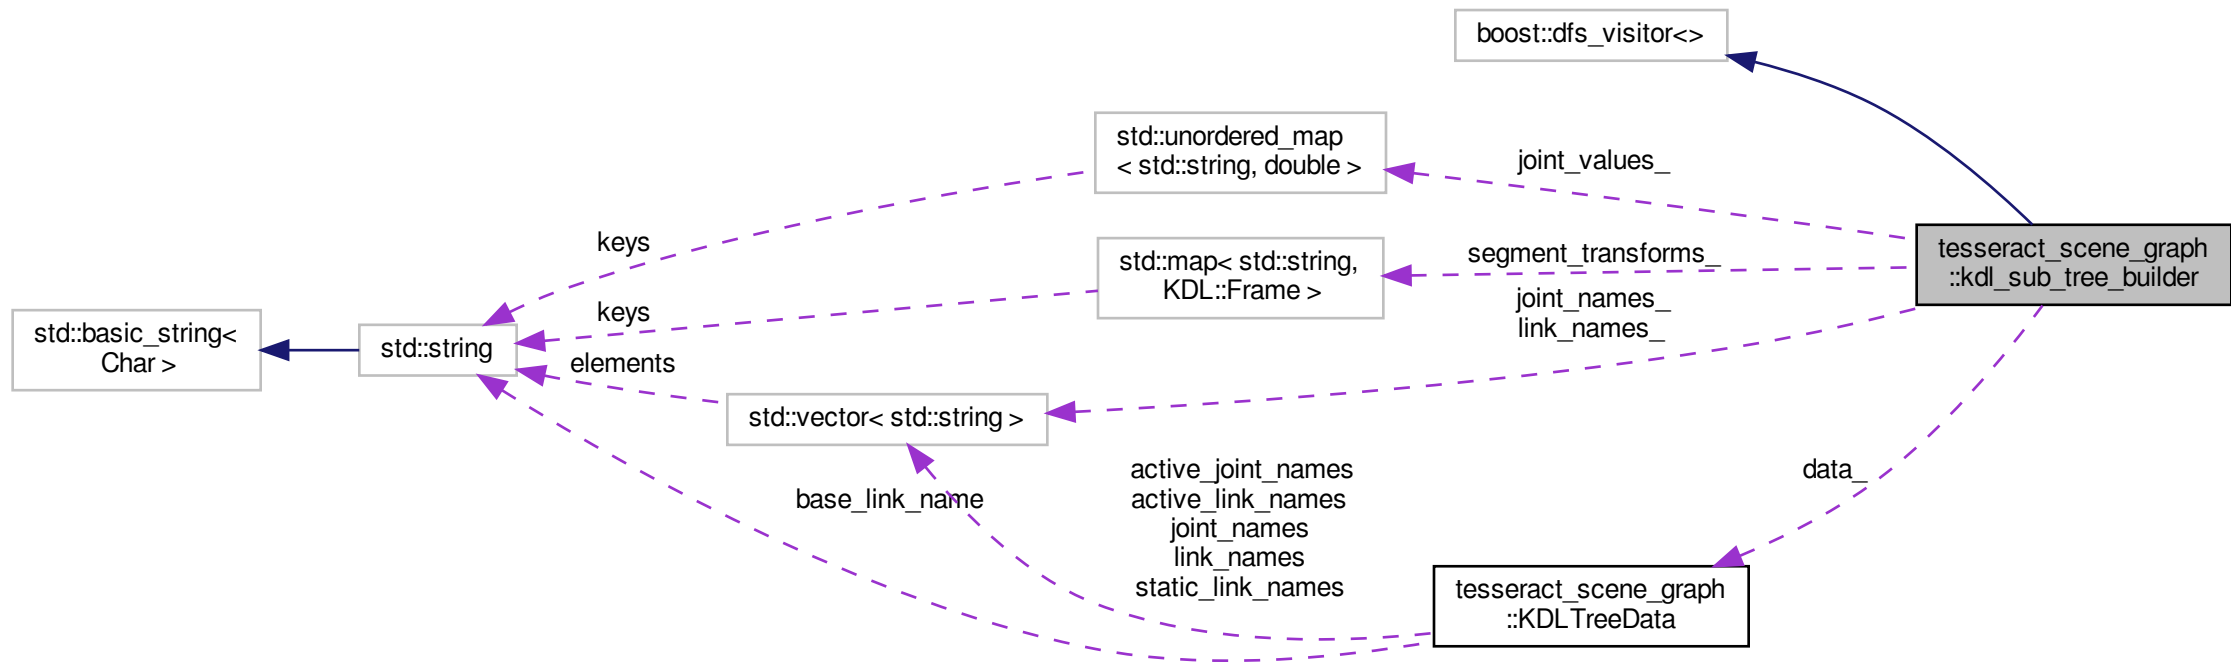 boost::dfs_visitor<>
std::unordered_map
< std::string, double >
joint_values_
keys
tesseract_scene_graph
::kdl_sub_tree_builder
std::map< std::string,
KDL::Frame >
segment_transforms_
keys
joint_names_
link_names_
std::basic_string<
Char >
std::string
elements
std::vector< std::string >
base_link_name
active_joint_names
active_link_names
joint_names
link_names
static_link_names
data_
tesseract_scene_graph
::KDLTreeData